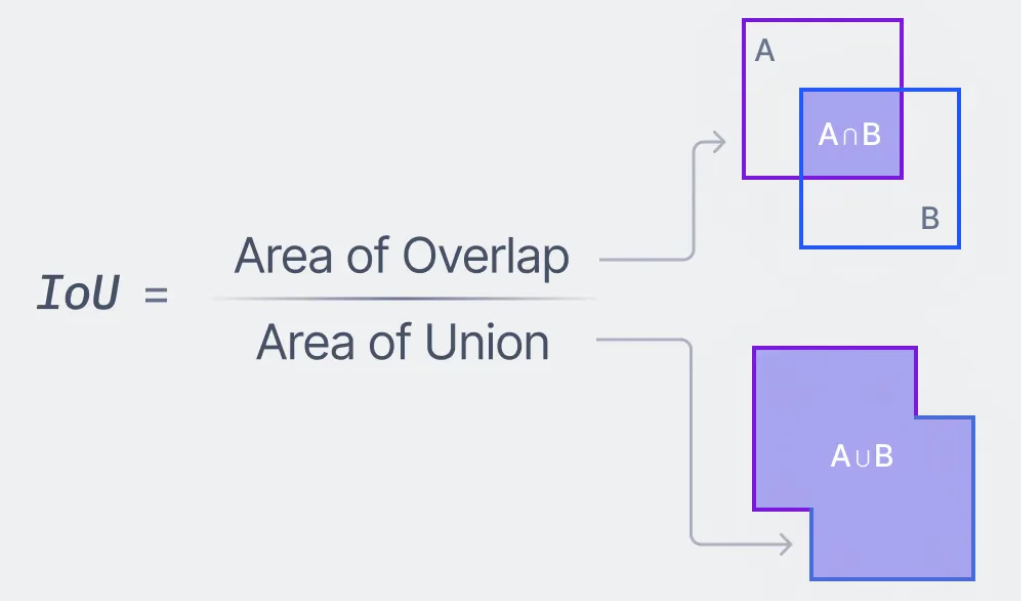 A
A∩B
B
IoU =
Area of Overlap
Area of Union
A∪B